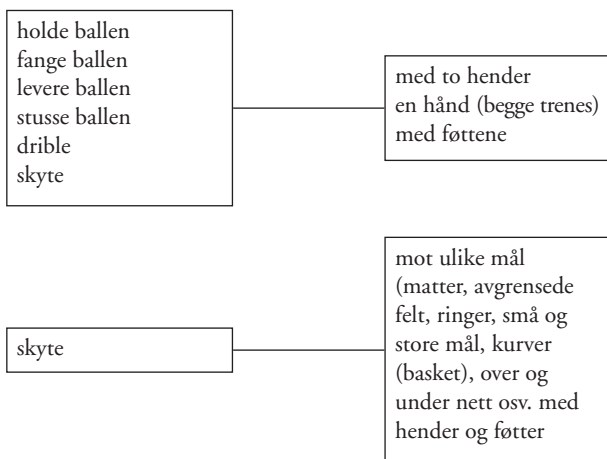 holde ballen
fange ballen
levere ballen
stusse ballen
drible
skyte
med to hender
en hånd (begge trenes)
med føttene
skyte
mot ulike mål
(matter, avgrensede
felt, ringer, små og
store mål, kurver
(basket), over og
under nett osv. med
hender og føtter